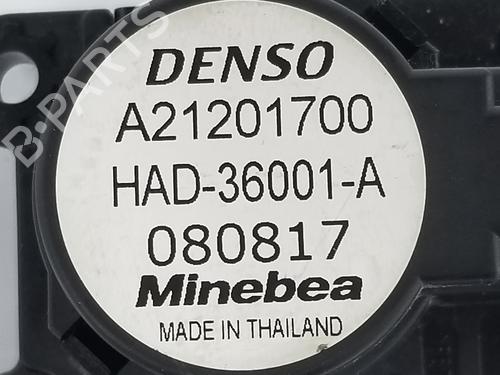 B-PARTS
DENSO
A21201700
HAD-36001-A
080817
Minebea
MADE IN THAILAND